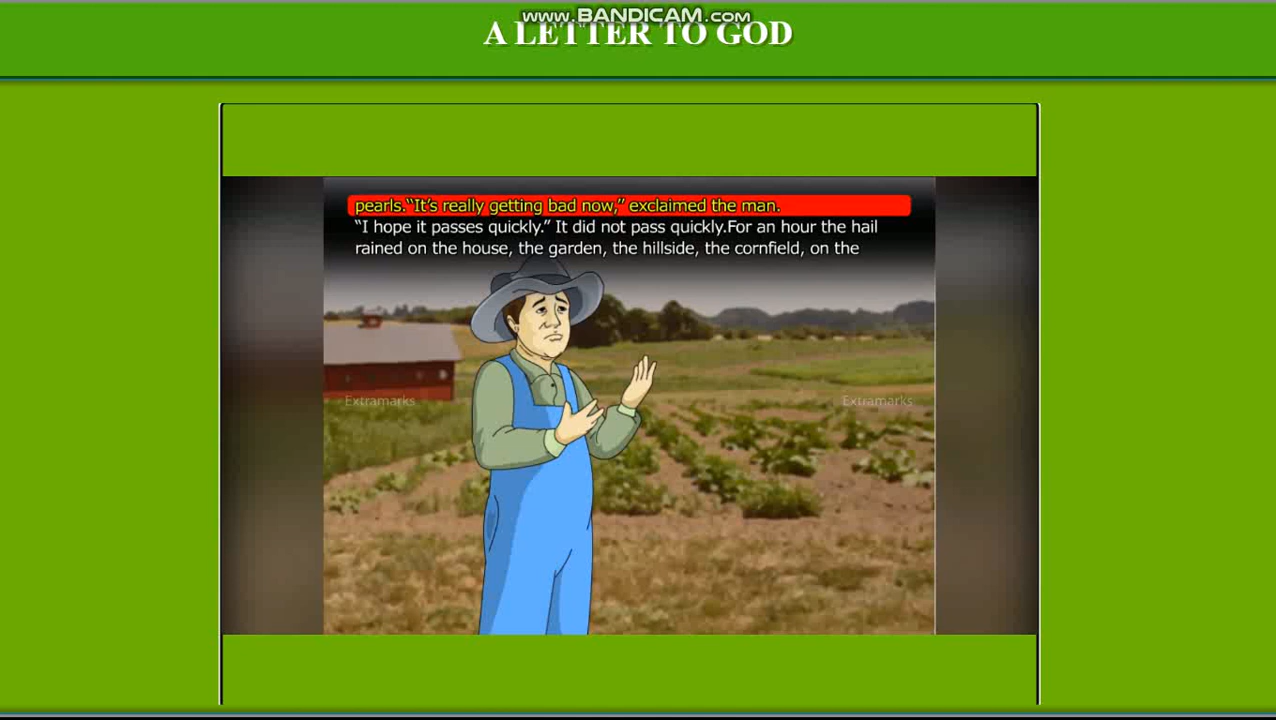 www.BANDICAM.com
A LETTER TO GOD
pearls.“It’s really getting bad now,” exclaimed the man.
“I hope it passes quickly.” It did not pass quickly.For an hour the hail
rained on the house, the garden, the hillside, the cornfield, on the
Extramarks
Extramarks